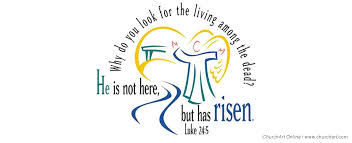 Why do you look for the living among the dead?
He is not here,
but has risen.
Luke 24:5
ChurchArt Online | www.churchart.com